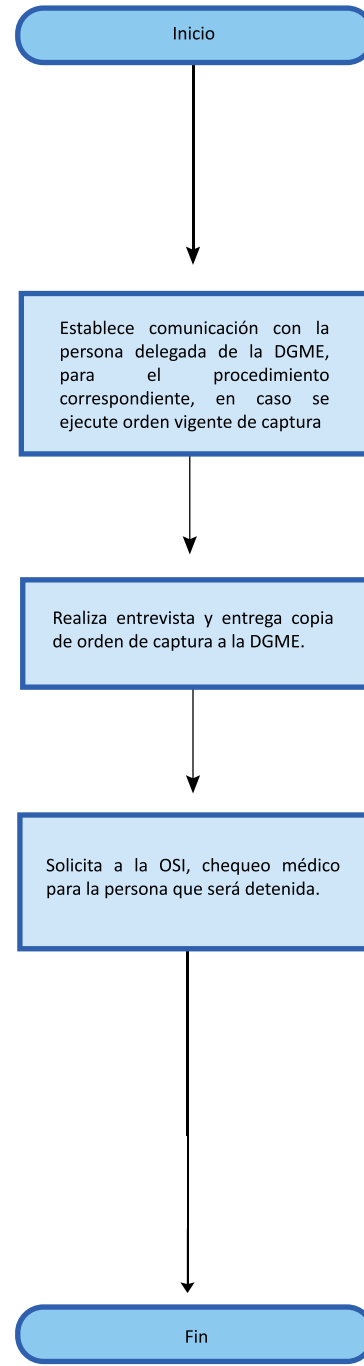 Inicio
Establece comunicación con la
persona delegada de la DGME,
para el procedimiento
correspondiente, en caso se
ejecute orden vigente de captura
Realiza entrevista y entrega copia
de orden de captura a la DGME.
Solicita a la OSI, chequeo médico
para la persona que será detenida.
Fin